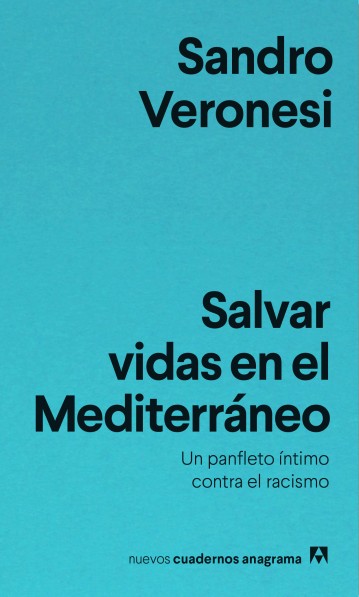 Sandro
Veronesi
Salvar
vidas en el
Mediterráneo
Un panfleto íntimo
contra el racismo
nuevos cuadernos anagrama